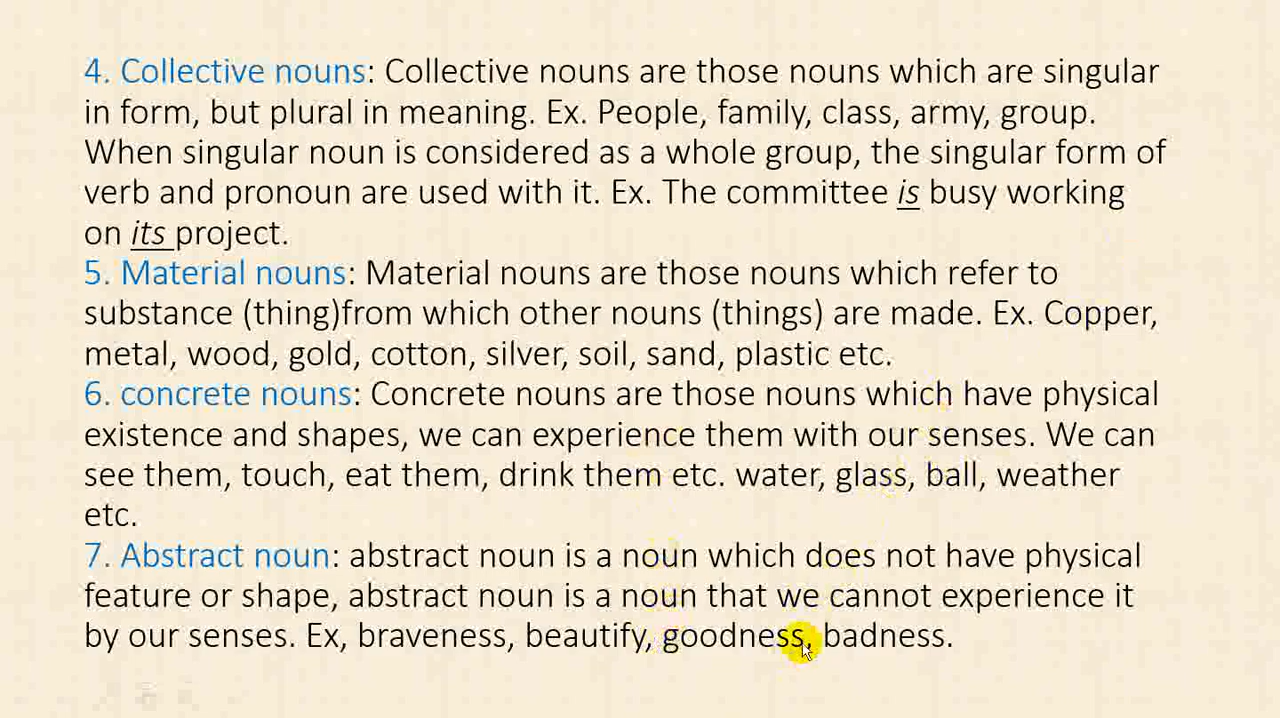 4. Collective nouns: Collective nouns are those nouns which are singular
in form, but plural in meaning. Ex. People, family, class, army, group.
When singular noun is considered as a whole group, the singular form of
verb and pronoun are used with it. Ex. The committee is busy working
on its project.
5. Material nouns: Material nouns are those nouns which refer to
substance (thing)from which other nouns (things) are made. Ex. Copper,
metal, wood, gold, cotton, silver, soil, sand, plastic etc.
6. concrete nouns: Concrete nouns are those nouns which have physical
existence and shapes, we can experience them with our senses. We can
see them, touch, eat them, drink them etc. water, glass, ball, weather
etc.
7. Abstract noun: abstract noun is a noun which does not have physical
feature or shape, abstract noun is a noun that we cannot experience it
by our senses. Ex, braveness, beautify, goodness, badness.